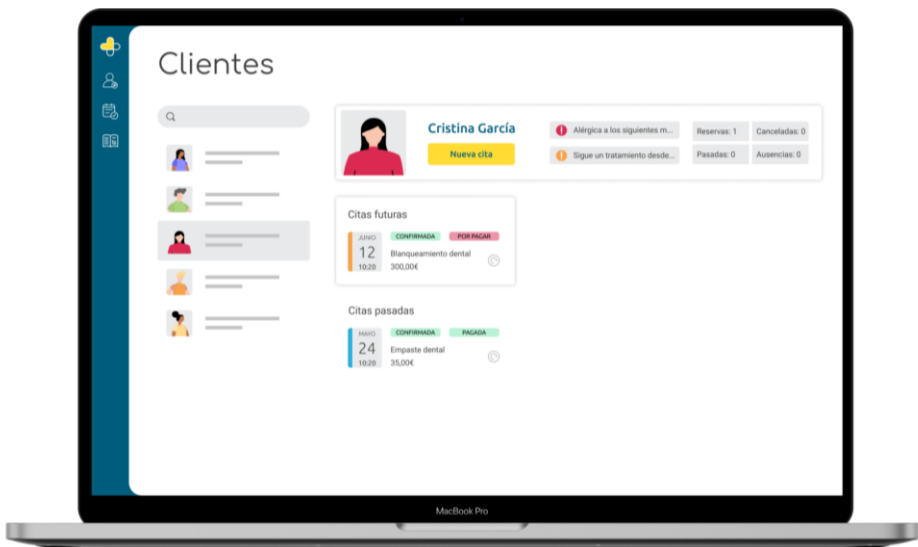 Clientes
Cristina García
Nueva cita
Alérgica a los siguientes m...
Sigue un tratamiento desde...
Reservas: 1
Canceladas: 0
Pasadas: 0
Ausencias: 0
Citas futuras
JUNIO
12
10:20
CONFIRMADA
POR PAGAR
Blanqueamiento dental
300,00€
Citas pasadas
MAYO
24
10:20
CONFIRMADA
PAGADA
Empaste dental
35,00€
MacBook Pro